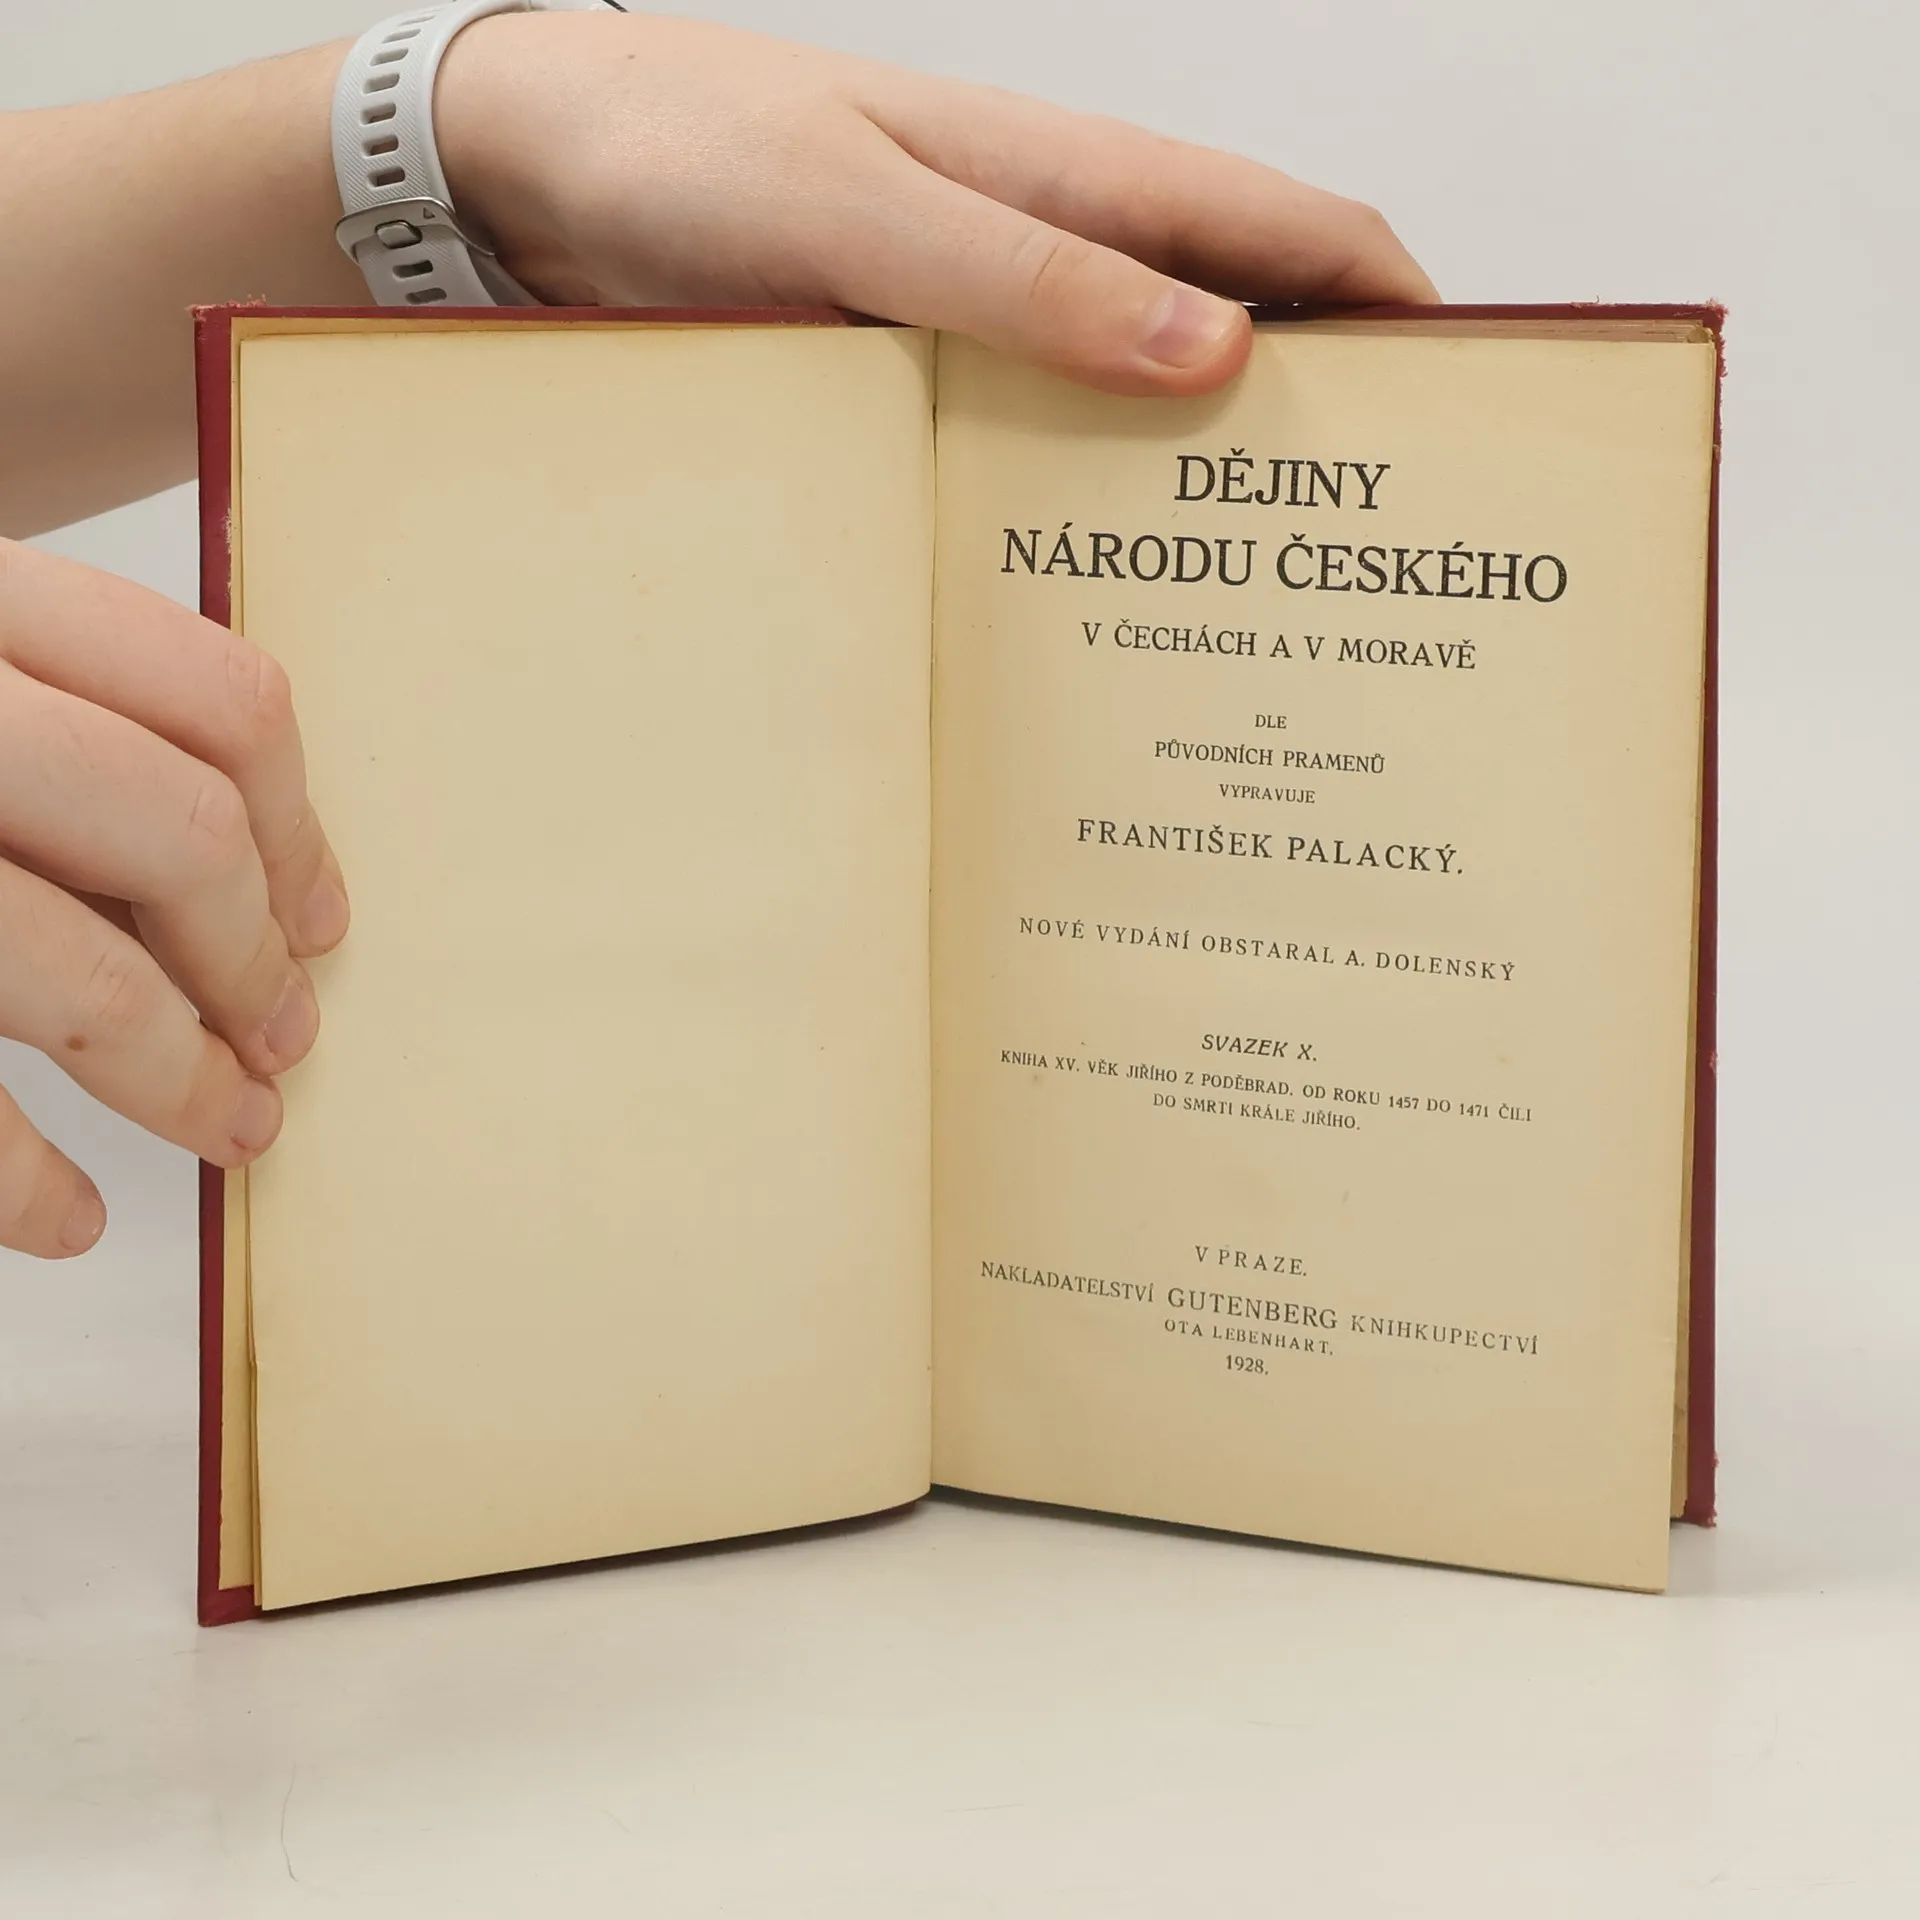 DĚJINY
NÁRODU ČESKÉHO
V ČECHÁCH A V MORAVĚ
DLE
PŮVODNÍCH PRAMENŮ
VYPRAVUJE
FRANTIŠEK PALACKÝ.
NOVÉ VYDÁNÍ OBSTARAL A. DOLENSKÝ
SVAZEK X.
KNIHA XV. VĚK JIŘÍHO Z PODĚBRAD. OD ROKU 1457 DO 1471 ČILI
DO SMRTI KRÁLE JIŘÍHO.
V PRAZE.
NAKLADATELSTVÍ GUTENBERG KNIHKUPECTVÍ
OTA LEBENHART.
1928.